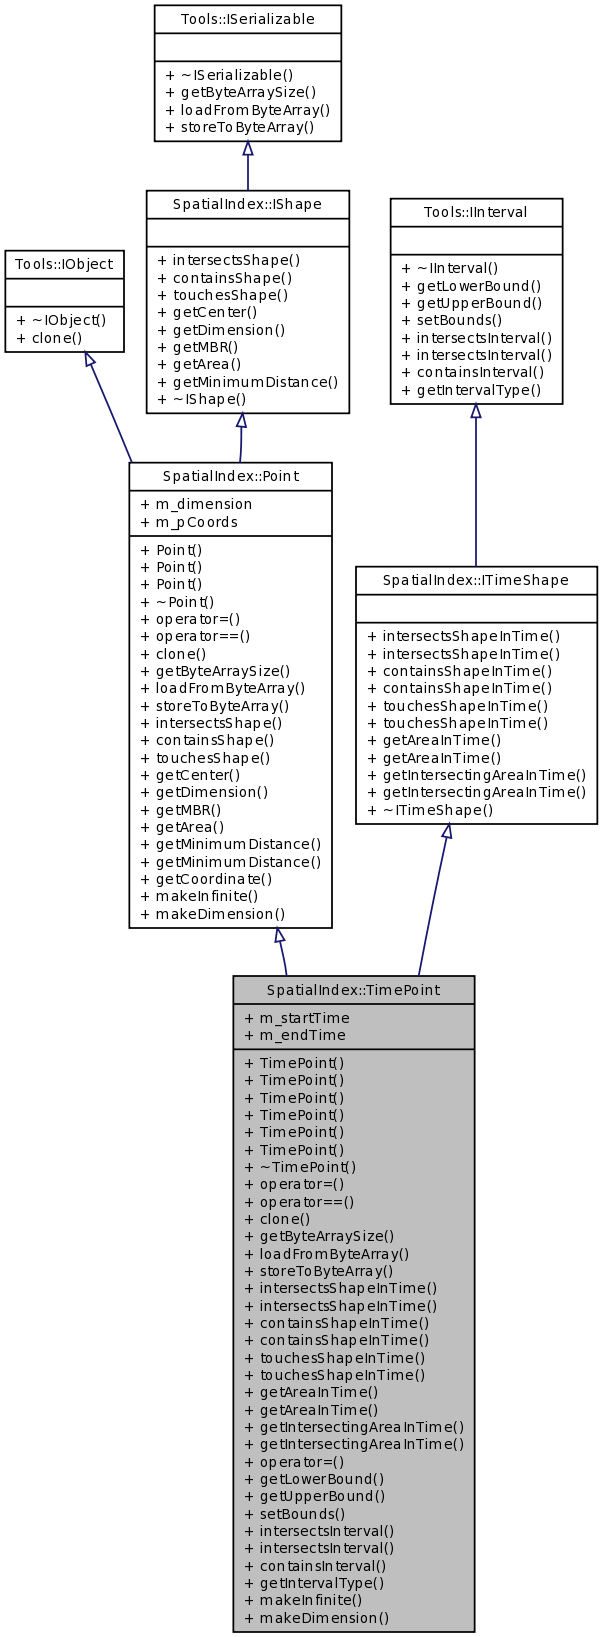 Tools::ISerializable
+ ~ISerializable()
+ getByteArraySize()
+ loadFromByteArray()
+ storeToByteArray()
SpatialIndex::IShape
+ intersectsShape()
+ containsShape()
+ touchesShape()
+ getCenter()
+ getDimension()
+ getMBR()
+ getArea()
+ getMinimumDistance()
+ ~IShape()
Tools::IInterval
+ ~IInterval()
+ getLowerBound()
+ getUpperBound()
+ setBounds()
+ intersectsInterval()
+ intersectsInterval()
+ containsInterval()
+ getIntervalType()
Tools::IObject
+ ~IObject()
+ clone()
SpatialIndex::Point
+ m_dimension
+ m_pCoords
+ Point()
+ Point()
+ Point()
+ ~Point()
+ operator=()
+ operator==()
+ clone()
+ getByteArraySize()
+ loadFromByteArray()
+ storeToByteArray()
+ intersectsShape()
+ containsShape()
+ touchesShape()
+ getCenter()
+ getDimension()
+ getMBR()
+ getArea()
+ getMinimumDistance()
+ getMinimumDistance()
+ getCoordinate()
+ makeInfinite()
+ makeDimension()
SpatialIndex::ITimeShape
+ intersectsShapeInTime()
+ intersectsShapeInTime()
+ containsShapeInTime()
+ containsShapeInTime()
+ touchesShapeInTime()
+ touchesShapeInTime()
+ getAreaInTime()
+ getAreaInTime()
+ getIntersectingAreaInTime()
+ getIntersectingAreaInTime()
+ ~ITimeShape()
SpatialIndex::TimePoint
+ m_startTime
+ m_endTime
+ TimePoint()
+ TimePoint()
+ TimePoint()
+ TimePoint()
+ TimePoint()
+ TimePoint()
+ ~TimePoint()
+ operator=()
+ operator==()
+ clone()
+ getByteArraySize()
+ loadFromByteArray()
+ storeToByteArray()
+ intersectsShapeInTime()
+ intersectsShapeInTime()
+ containsShapeInTime()
+ containsShapeInTime()
+ touchesShapeInTime()
+ touchesShapeInTime()
+ getAreaInTime()
+ getAreaInTime()
+ getIntersectingAreaInTime()
+ getIntersectingAreaInTime()
+ operator=()
+ getLowerBound()
+ getUpperBound()
+ setBounds()
+ intersectsInterval()
+ intersectsInterval()
+ containsInterval()
+ getIntervalType()
+ makeInfinite()
+ makeDimension()